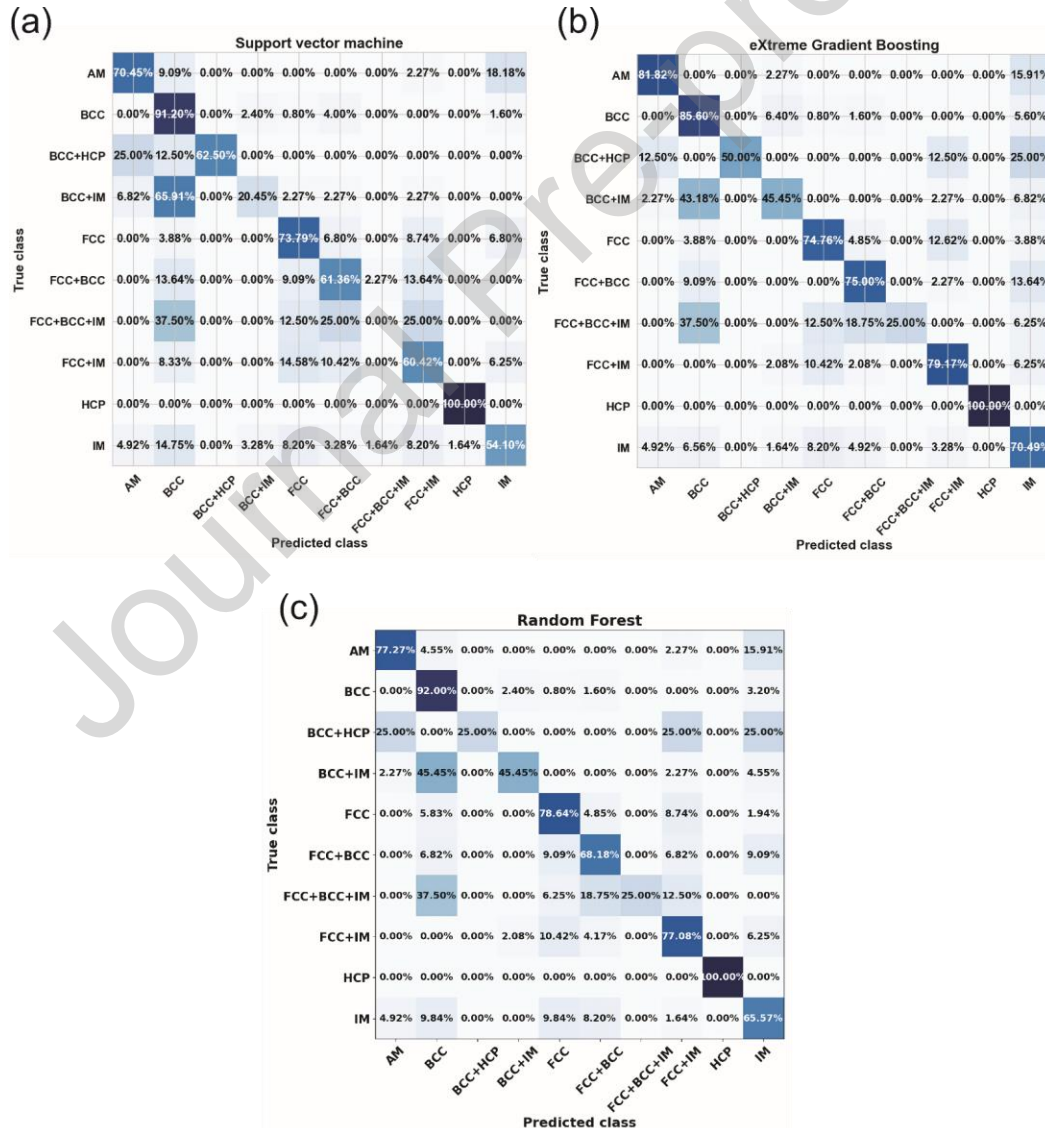 (a)
Support vector machine
AM 70.45% 9.09% 0.00% 0.00% 0.00% 0.00% 0.00% 2.27% 0.00% 18.18%
BCC 0.00% 91.20% 0.00% 2.40% 0.80% 4.00% 0.00% 0.00% 0.00% 1.60%
BCC+HCP 25.00% 12.50% 62.50% 0.00% 0.00% 0.00% 0.00% 0.00% 0.00% 0.00%
BCC+IM 6.82% 65.91% 0.00% 20.45% 2.27% 2.27% 0.00% 2.27% 0.00% 0.00%
FCC 0.00% 3.88% 0.00% 0.00% 73.79% 6.80% 0.00% 8.74% 0.00% 6.80%
FCC+BCC 0.00% 13.64% 0.00% 0.00% 9.09% 61.36% 2.27% 13.64% 0.00% 0.00%
FCC+BCC+IM 0.00% 37.50% 0.00% 0.00% 12.50% 25.00% 0.00% 25.00% 0.00% 0.00%
FCC+IM 0.00% 8.33% 0.00% 0.00% 14.58% 10.42% 0.00% 60.42% 0.00% 6.25%
HCP 0.00% 0.00% 0.00% 0.00% 0.00% 0.00% 0.00% 0.00% 100.00% 0.00%
IM 4.92% 14.75% 0.00% 3.28% 8.20% 3.28% 1.64% 8.20% 1.64% 54.10%
True class
AM BCC BCC+HCP BCC+IM FCC FCC+BCC FCC+BCC+IM FCC+IM HCP IM
Predicted class
(b)
eXtreme Gradient Boosting
AM 81.82% 0.00% 0.00% 2.27% 0.00% 0.00% 0.00% 0.00% 0.00% 15.91%
BCC 0.00% 85.60% 0.00% 6.40% 0.80% 1.60% 0.00% 0.00% 0.00% 5.60%
BCC+HCP 12.50% 0.00% 50.00% 0.00% 0.00% 0.00% 0.00% 12.50% 0.00% 25.00%
BCC+IM 2.27% 43.18% 0.00% 45.45% 0.00% 0.00% 0.00% 2.27% 0.00% 6.82%
FCC 0.00% 3.88% 0.00% 0.00% 74.76% 4.85% 0.00% 12.62% 0.00% 3.88%
FCC+BCC 0.00% 9.09% 0.00% 0.00% 0.00% 75.00% 0.00% 2.27% 0.00% 13.64%
FCC+BCC+IM 0.00% 37.50% 0.00% 0.00% 12.50% 18.75% 25.00% 0.00% 0.00% 6.25%
FCC+IM 0.00% 0.00% 0.00% 2.08% 10.42% 2.08% 0.00% 79.17% 0.00% 6.25%
HCP 0.00% 0.00% 0.00% 0.00% 0.00% 0.00% 0.00% 0.00% 100.00% 0.00%
IM 4.92% 6.56% 0.00% 1.64% 8.20% 4.92% 0.00% 3.28% 0.00% 70.49%
True class
AM BCC BCC+HCP BCC+IM FCC FCC+BCC FCC+BCC+IM FCC+IM HCP IM
Predicted class
(c)
Random Forest
AM 77.27% 4.55% 0.00% 0.00% 0.00% 0.00% 0.00% 2.27% 0.00% 15.91%
BCC 0.00% 92.00% 0.00% 2.40% 0.80% 1.60% 0.00% 0.00% 0.00% 3.20%
BCC+HCP 25.00% 0.00% 25.00% 0.00% 0.00% 0.00% 0.00% 25.00% 0.00% 25.00%
BCC+IM 2.27% 45.45% 0.00% 45.45% 0.00% 0.00% 0.00% 2.27% 0.00% 4.55%
FCC 0.00% 5.83% 0.00% 0.00% 78.64% 4.85% 0.00% 8.74% 0.00% 1.94%
FCC+BCC 0.00% 6.82% 0.00% 0.00% 9.09% 68.18% 0.00% 6.82% 0.00% 9.09%
FCC+BCC+IM 0.00% 37.50% 0.00% 0.00% 6.25% 18.75% 25.00% 12.50% 0.00% 0.00%
FCC+IM 0.00% 0.00% 0.00% 2.08% 10.42% 4.17% 0.00% 77.08% 0.00% 6.25%
HCP 0.00% 0.00% 0.00% 0.00% 0.00% 0.00% 0.00% 0.00% 100.00% 0.00%
IM 4.92% 9.84% 0.00% 0.00% 9.84% 8.20% 0.00% 1.64% 0.00% 65.57%
True class
AM BCC BCC+HCP BCC+IM FCC FCC+BCC FCC+BCC+IM FCC+IM HCP IM
Predicted class
Journal Pre-pro